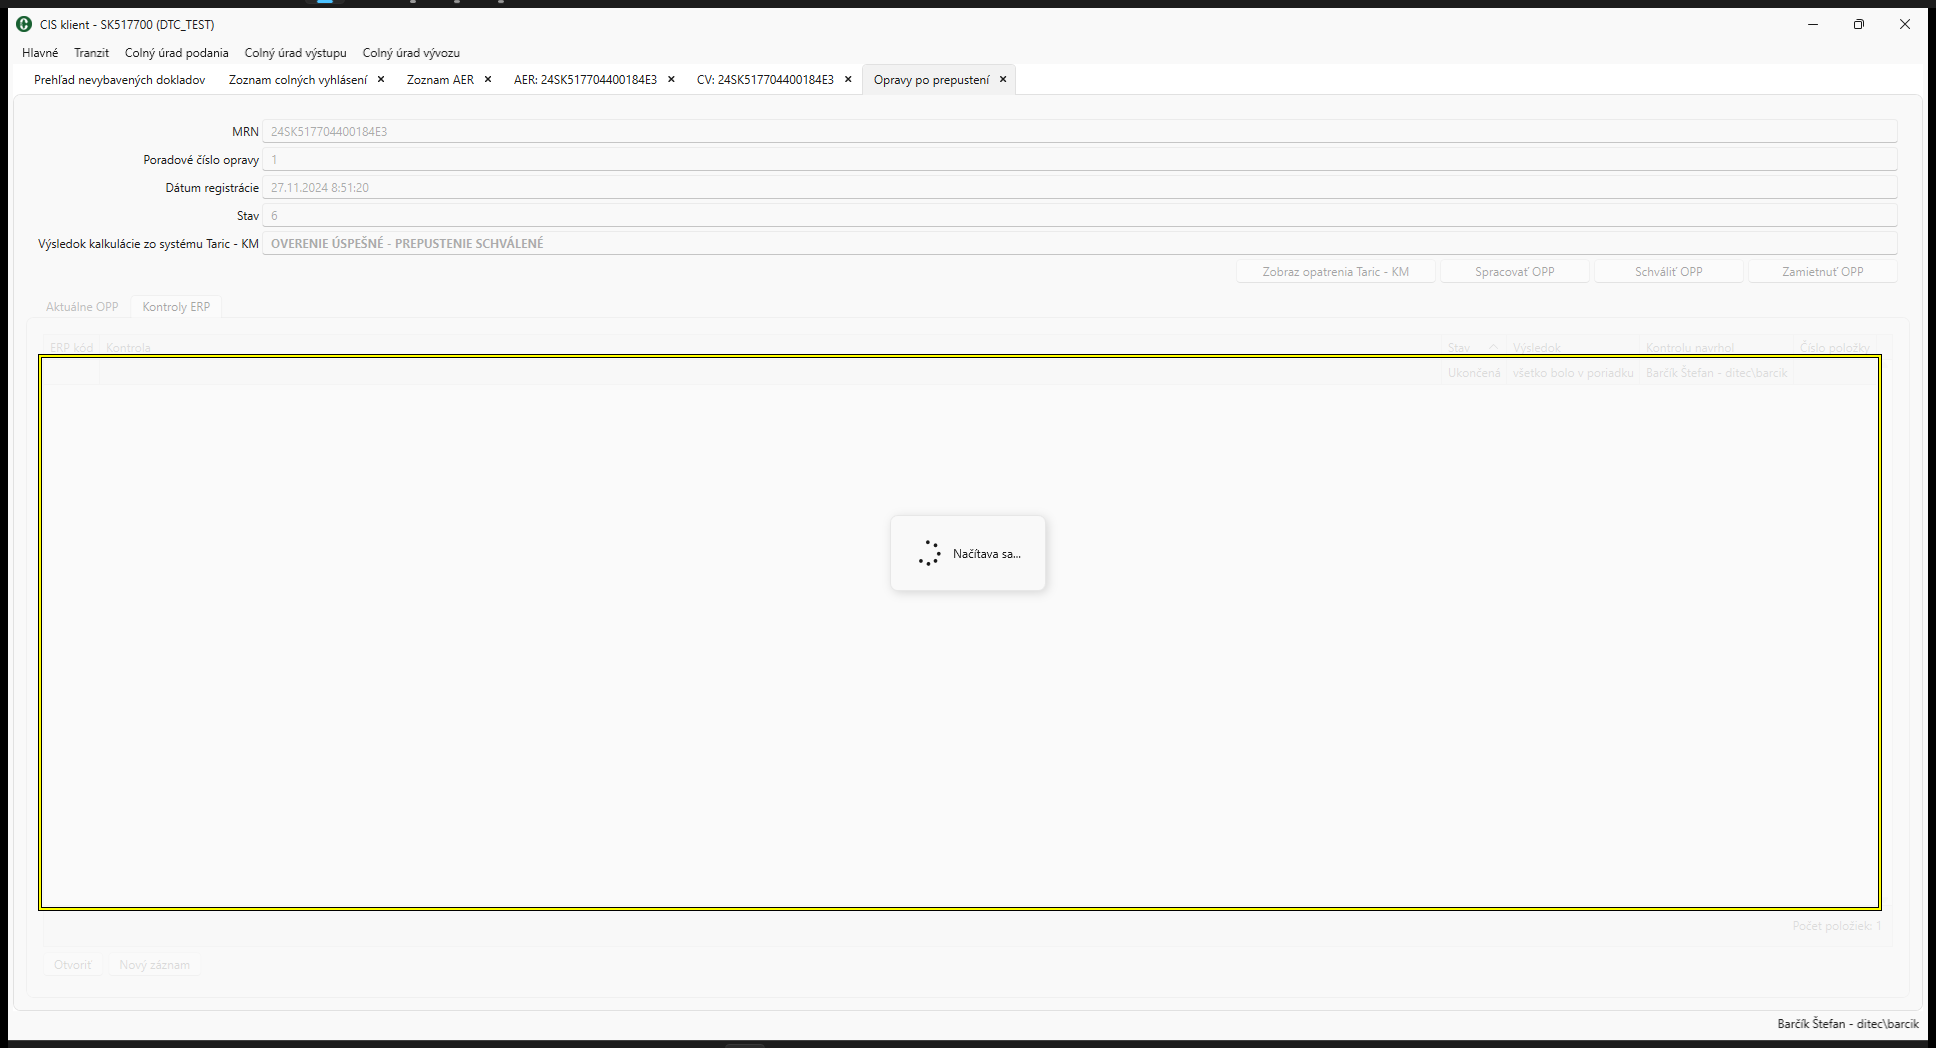 CIS klient - SK517700 (DTC_TEST)
Hlavné Tranzit Colný úrad podania Colný úrad výstupu Colný úrad vývozu
Prehľad nevybavených dokladov Zoznam colných vyhlásení Zoznam AER AER: 24SK517704400184E3 CV: 24SK517704400184E3 Opravy po prepustení
MRN 24SK517704400184E3
Poradové číslo opravy 1
Dátum registrácie 27.11.2024 8:51:20
Stav 6
Výsledok kalkulácie zo systému Taric - KM OVERENIE ÚSPEŠNÉ - PREPUSTENIE SCHVÁLENÉ
Zobraz opatrenia Taric - KM Spracovať OPP Schváliť OPP Zamietnuť OPP
Aktuálne OPP Kontroly ERP
ERP kód Kontrola Stav Výsledok Kontrolu navrhol Číslo položky
Ukončená všetko bolo v poriadku Barčík Štefan - ditec\barcik
Načítava sa...
Počet položiek: 1
Otvoriť Nový záznam
Barčík Štefan - ditec\barcik